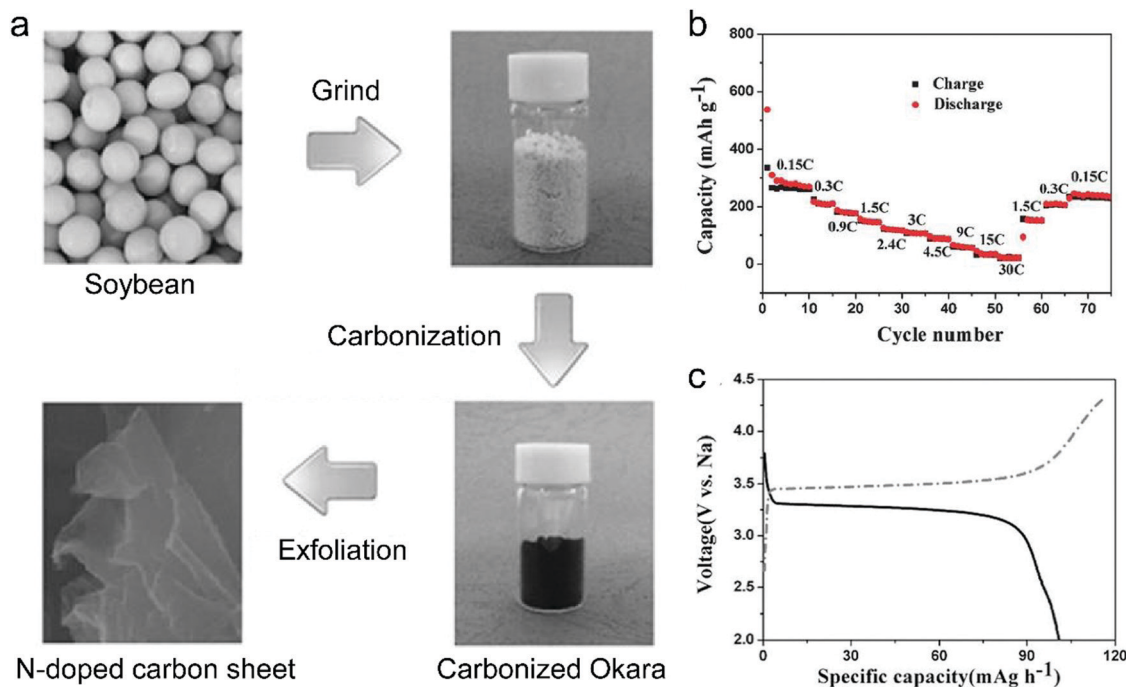 a
Soybean
Grind
Carbonization
Carbonized Okara
Exfoliation
N-doped carbon sheet
b
Capacity (mAh g⁻¹)
800
600
400
200
0
Charge
Discharge
0.15C
0.3C
0.9C
1.5C
2.4C
3C
4.5C
9C
15C
30C
1.5C
0.3C
0.15C
0 10 20 30 40 50 60 70
Cycle number
c
Voltage(V vs. Na)
4.5
4.0
3.5
3.0
2.5
2.0
0 30 60 90 120
Specific capacity(mAg h⁻¹)